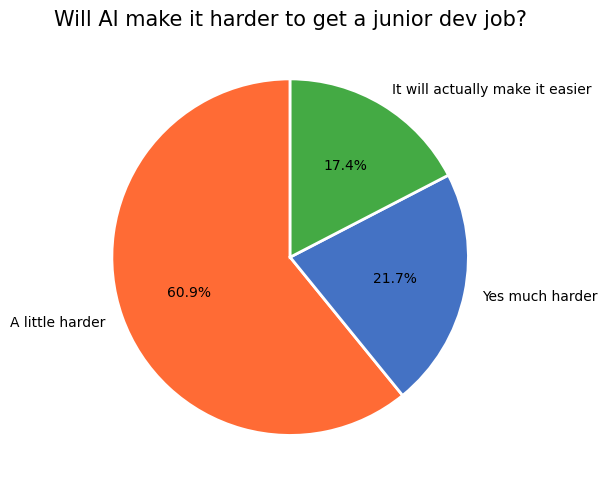 Will AI make it harder to get a junior dev job?
It will actually make it easier
17.4%
21.7%
60.9%
Yes much harder
A little harder